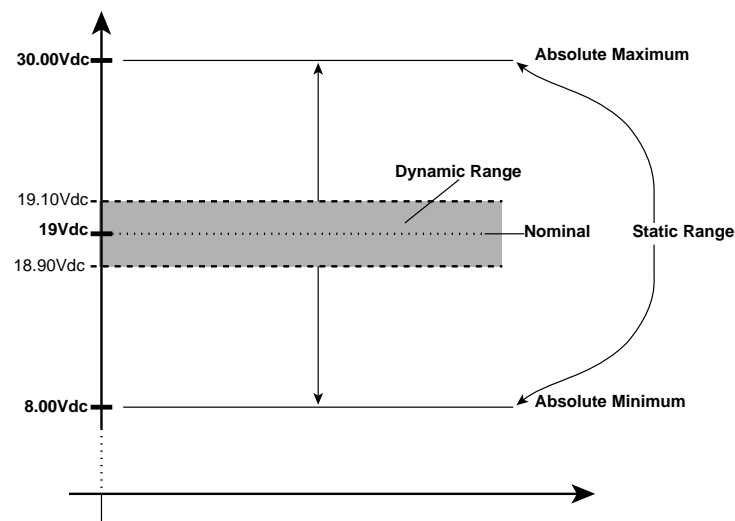 30.00Vdc
Absolute Maximum
Dynamic Range
19.10Vdc
19Vdc
Nominal
Static Range
18.90Vdc
8.00Vdc
Absolute Minimum